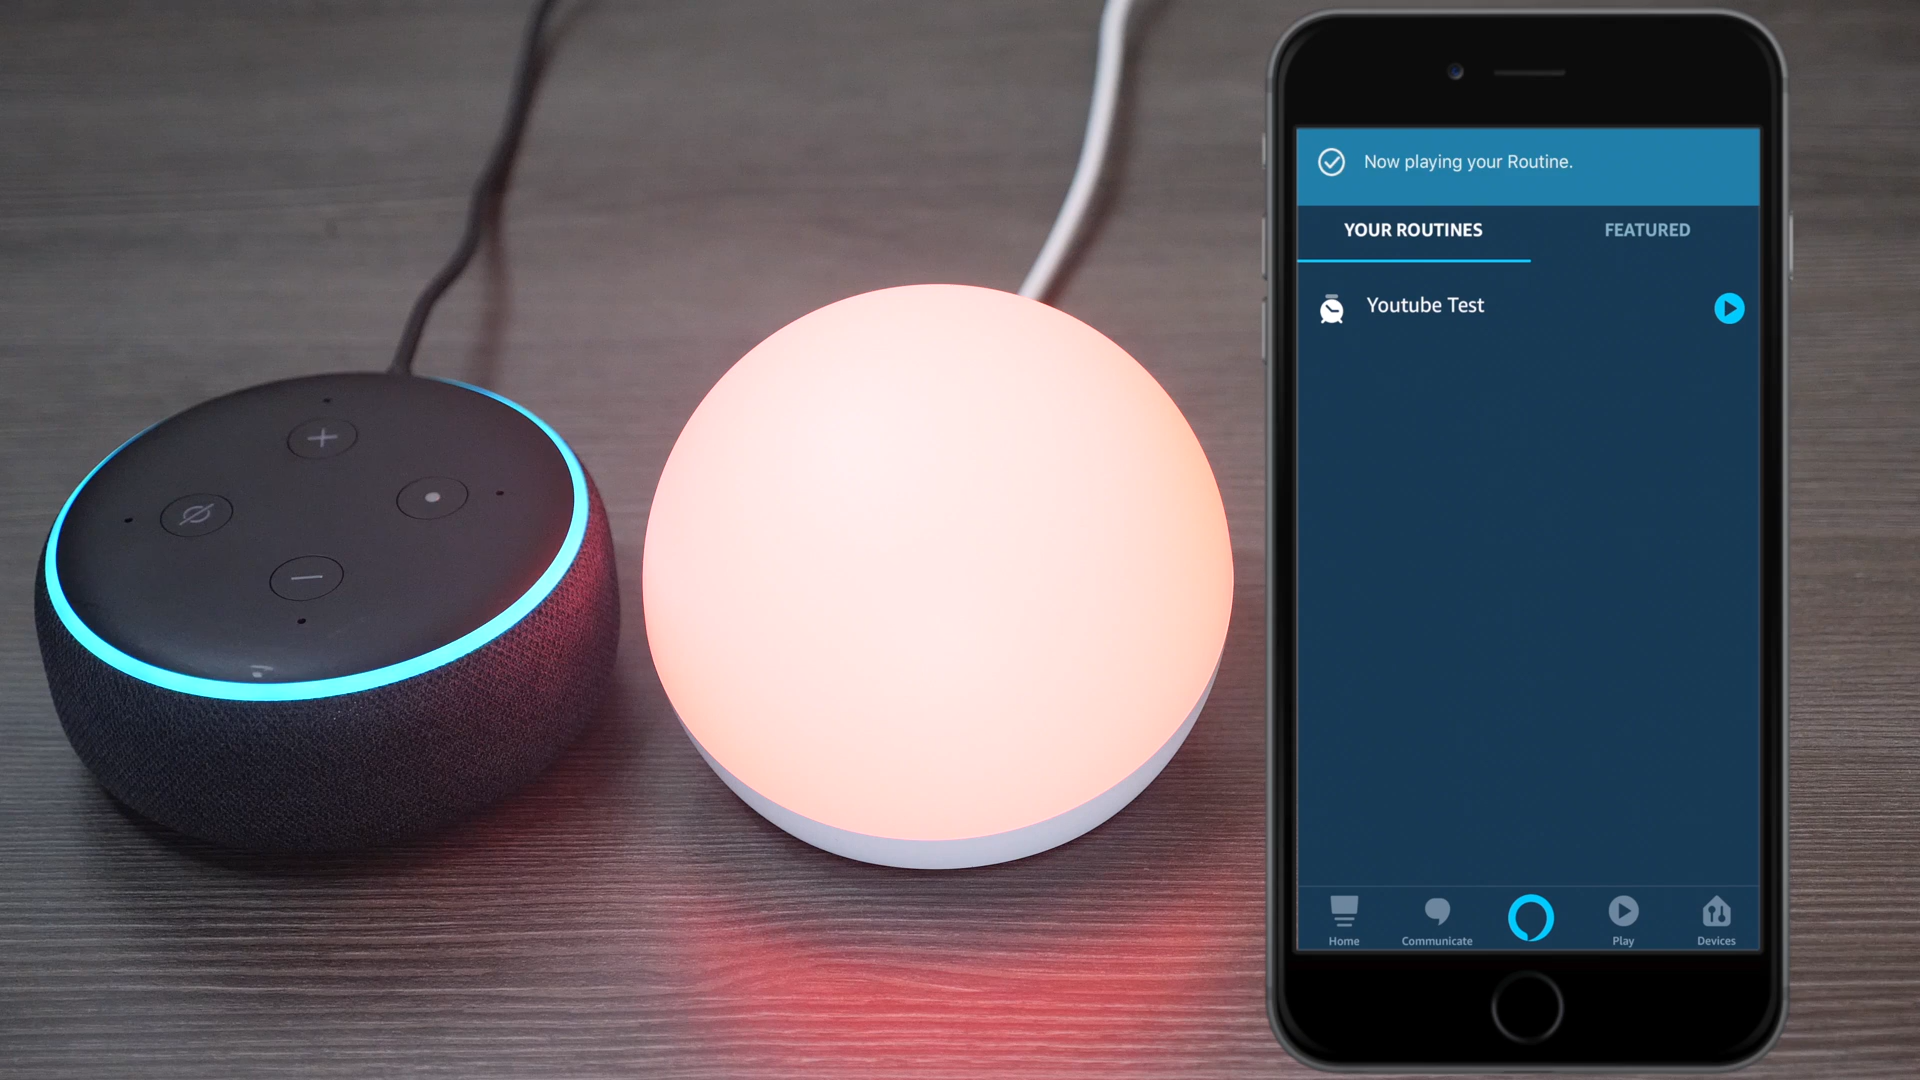 Now playing your Routine.
YOUR ROUTINES
FEATURED
Youtube Test
Home
Communicate
Play
Devices